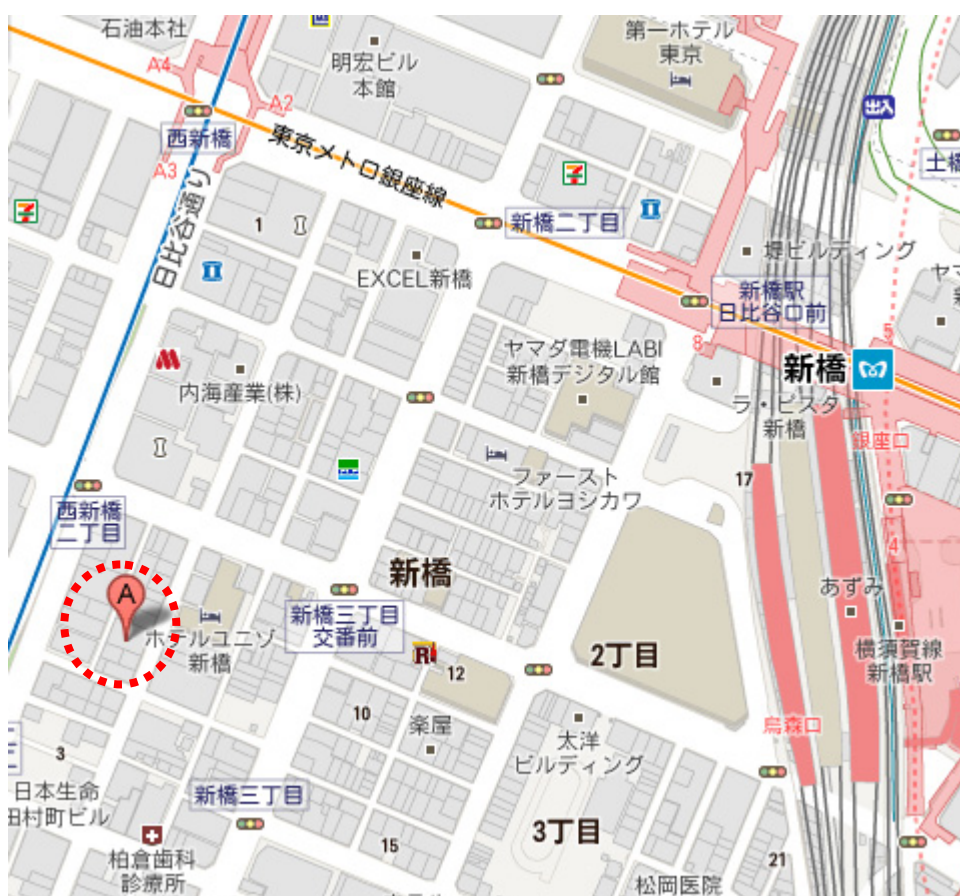 石油本社
明宏ビル
本館
第一ホテル
東京
A4
A2
出入
西新橋
東京メトロ銀座線
土橋
A3
日比谷通り
1
新橋二丁目
堤ビルディング
EXCEL新橋
新橋駅
日比谷口前
5
8
ヤマダ電機LABI
新橋デジタル館
新橋
内海産業(株)
ラ・ピスタ
新橋
銀座口
ファースト
ホテルヨシカワ
17
西新橋
二丁目
4
新橋
A
あずみ
新橋三丁目
交番前
ホテルユニゾ
新橋
2丁目
横須賀線
新橋駅
R
12
10
楽屋
太洋
ビルディング
烏森口
3
日本生命
田村町ビル
新橋三丁目
3丁目
15
柏倉歯科
診療所
21
松岡医院